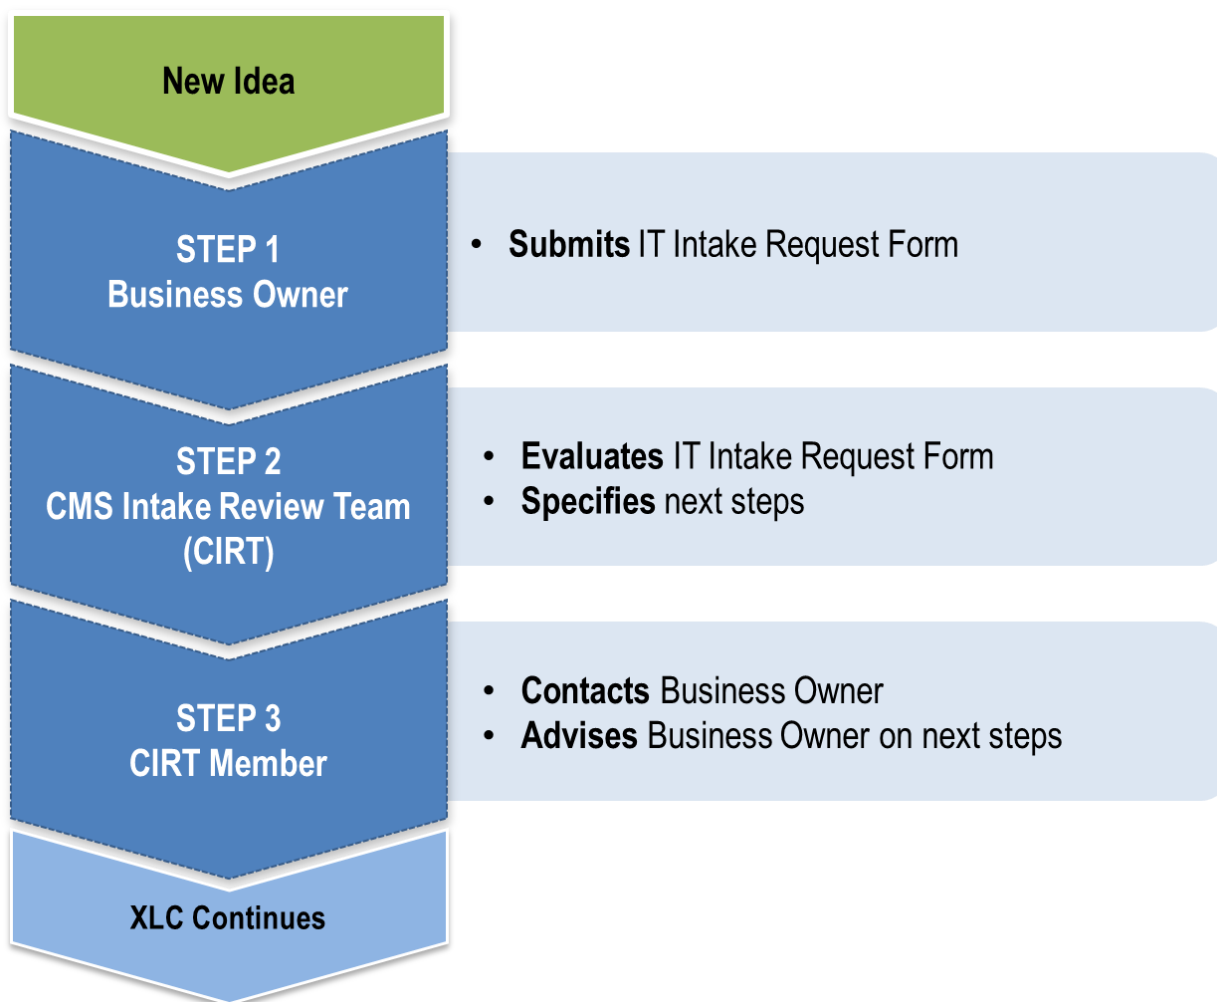 New Idea
STEP 1
Business Owner
• Submits IT Intake Request Form
STEP 2
CMS Intake Review Team
(CIRT)
• Evaluates IT Intake Request Form
• Specifies next steps
STEP 3
CIRT Member
• Contacts Business Owner
• Advises Business Owner on next steps
XLC Continues